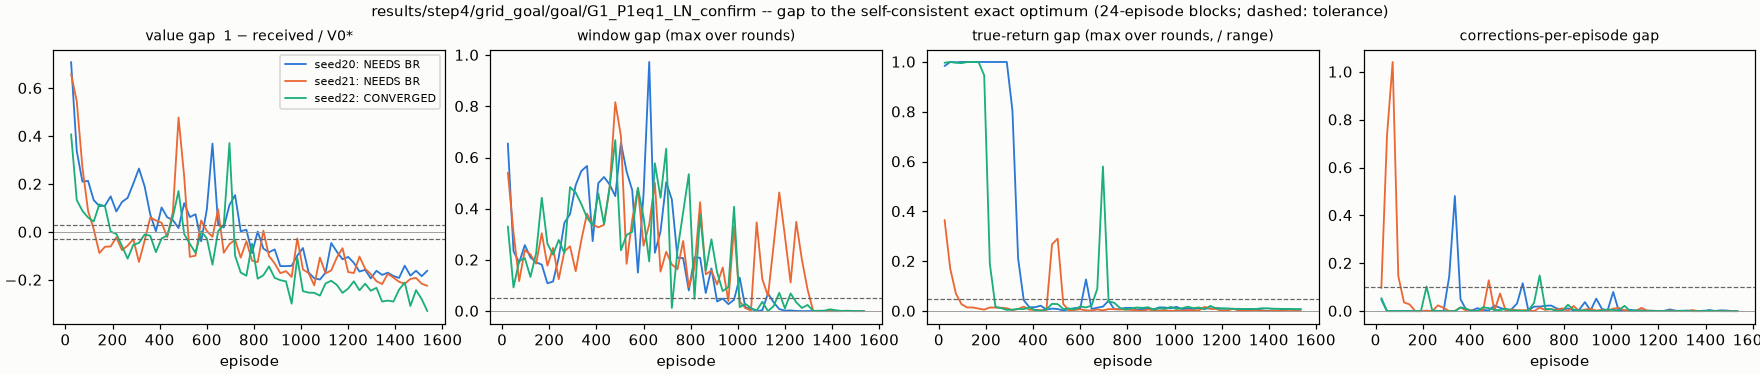 results/step4/grid_goal/goal/G1_P1eq1_LN_confirm -- gap to the self-consistent exact optimum (24-episode blocks; dashed: tolerance)
value gap 1 − received / V0*
window gap (max over rounds)
true-return gap (max over rounds, / range)
corrections-per-episode gap
seed20: NEEDS BR
seed21: NEEDS BR
seed22: CONVERGED
0.6
0.4
0.2
0.0
−0.2
0 200 400 600 800 1000 1200 1400 1600
episode
1.0
0.8
0.6
0.4
0.2
0.0
0 200 400 600 800 1000 1200 1400 1600
episode
1.0
0.8
0.6
0.4
0.2
0.0
0 200 400 600 800 1000 1200 1400 1600
episode
1.0
0.8
0.6
0.4
0.2
0.0
0 200 400 600 800 1000 1200 1400 160
episode